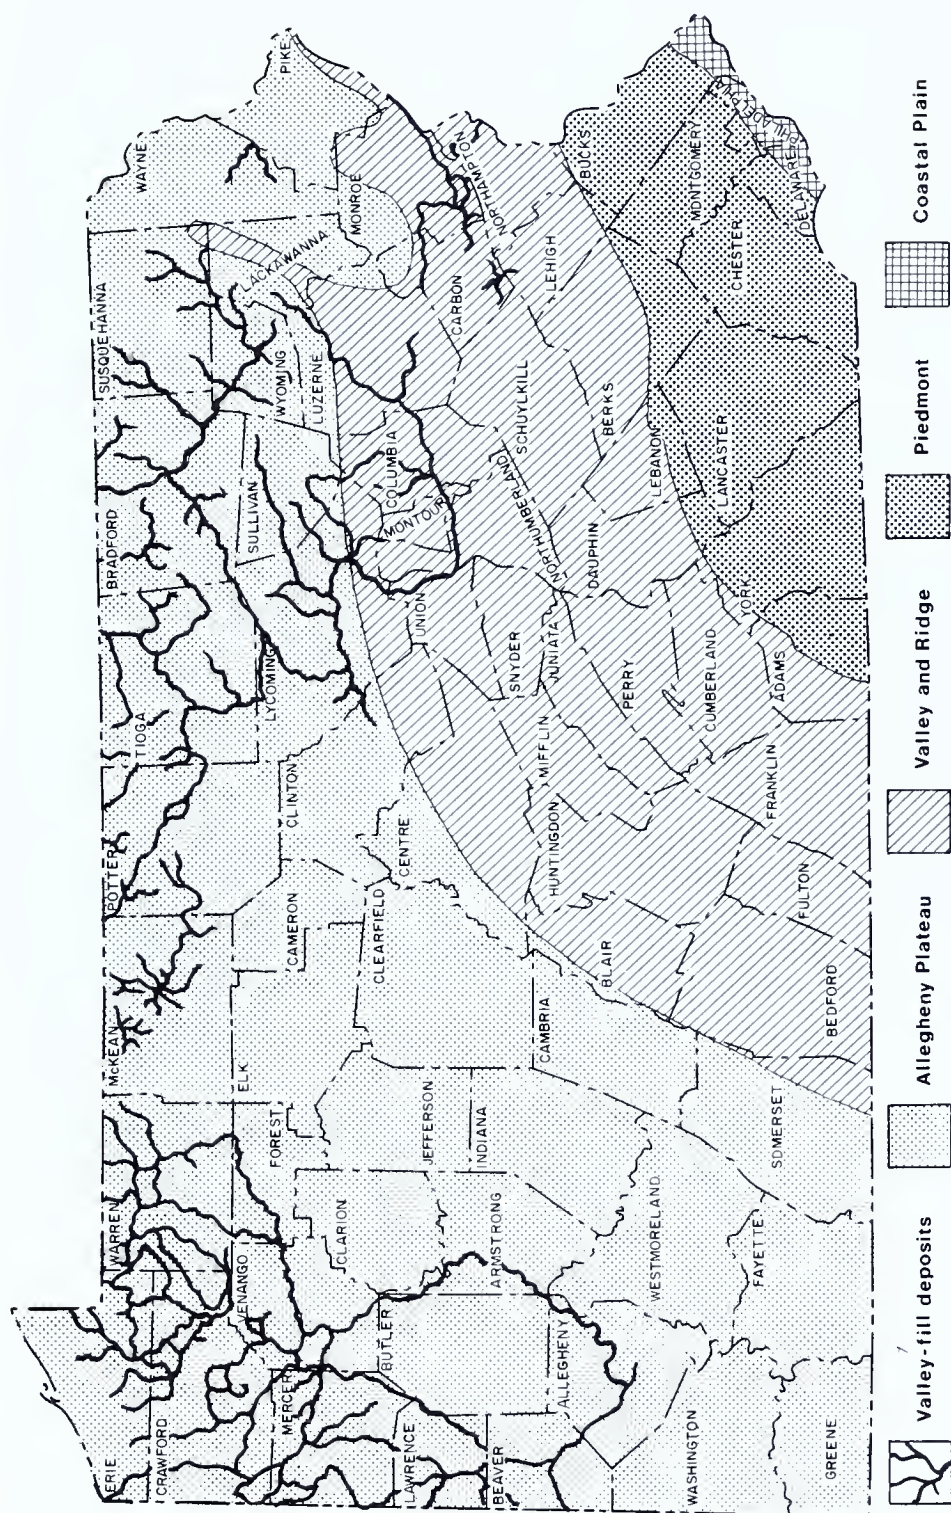 ERIE
CRAWFORD
WARREN
McKEAN
POTTER
TIOGA
BRADFORD
SUSQUEHANNA
WAYNE
PIKE
MERCER
VENANGO
FOREST
ELK
CAMERON
CLINTON
LYCOMING
SULLIVAN
WYOMING
LACKAWANNA
LUZERNE
MONROE
LAWRENCE
BUTLER
CLARION
JEFFERSON
CLEARFIELD
CENTRE
UNION
MONTOUR
COLUMBIA
CARBON
NORTHAMPTON
BEAVER
ALLEGHENY
ARMSTRONG
INDIANA
CAMBRIA
BLAIR
HUNTINGDON
MIFFLIN
SNYDER
JUNIATA
NORTHUMBERLAND
SCHUYLKILL
LEHIGH
BUCKS
WESTMORELAND
PERRY
DAUPHIN
BERKS
LEBANON
MONTGOMERY
WASHINGTON
FAYETTE
SOMERSET
BEDFORD
FULTON
FRANKLIN
CUMBERLAND
ADAMS
YORK
LANCASTER
CHESTER
DELAWARE
PHILADELPHIA
GREENE
Valley-fill deposits
Allegheny Plateau
Valley and Ridge
Piedmont
Coastal Plain